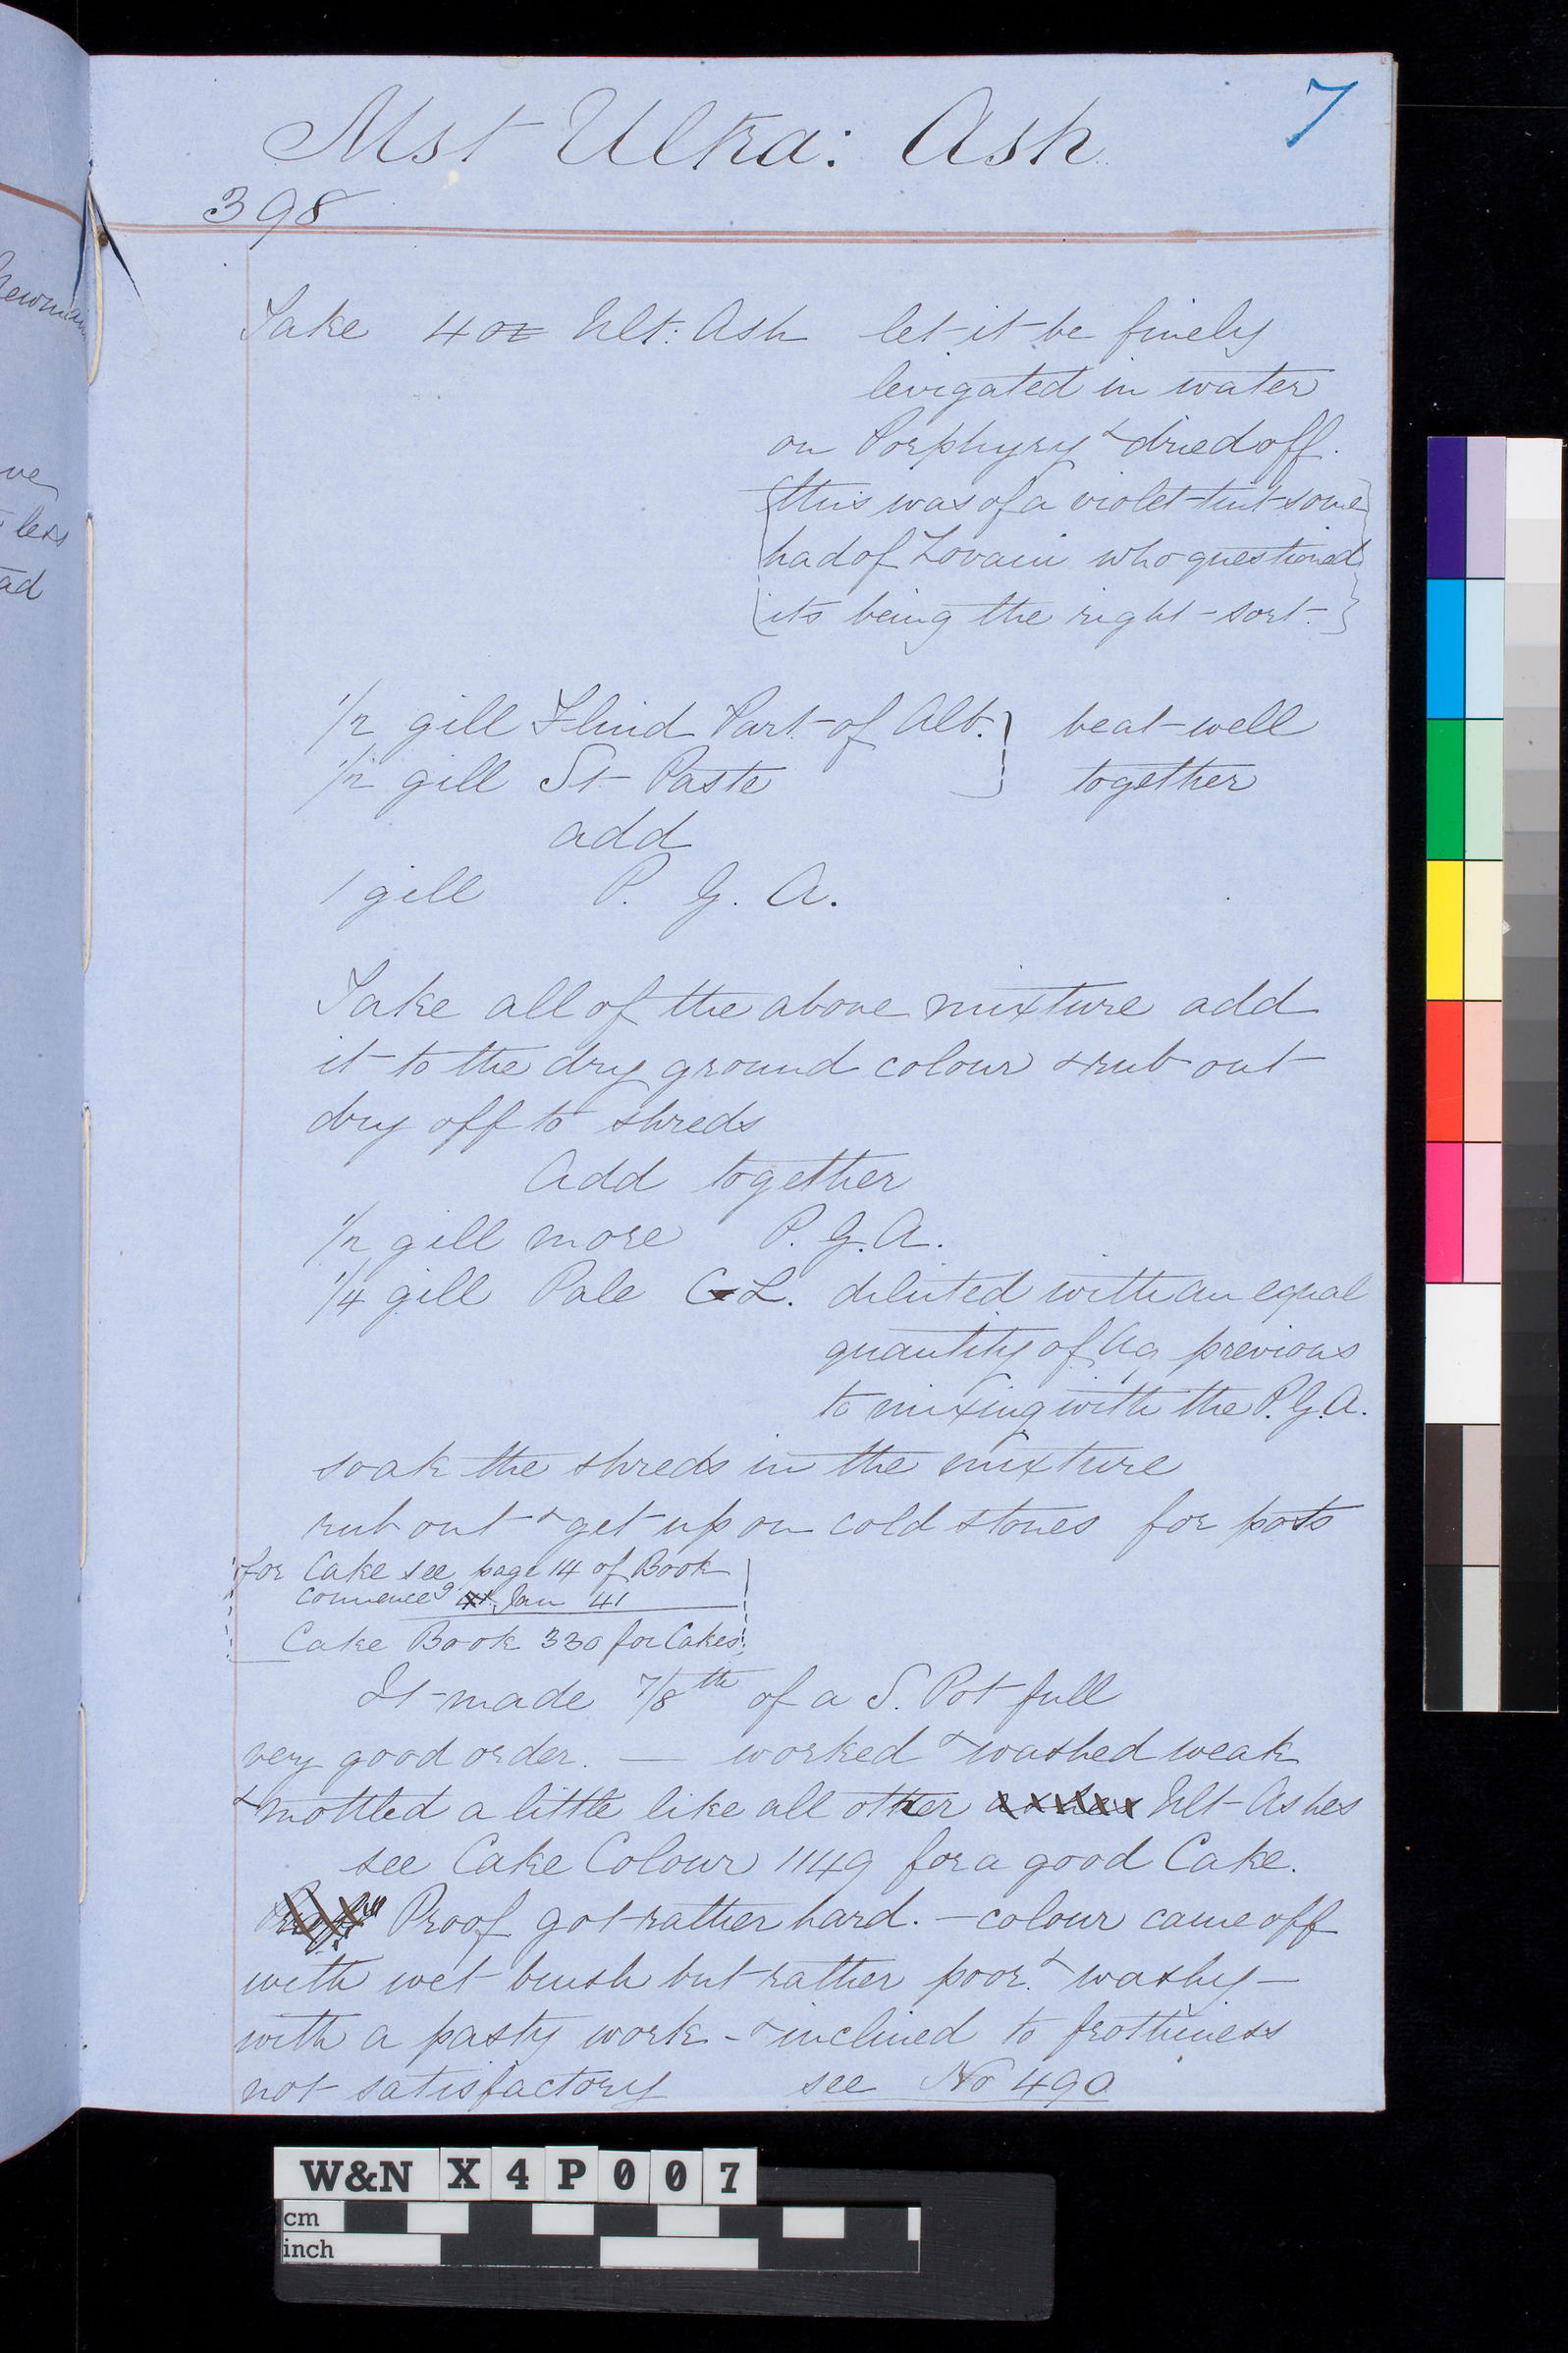 7
Mst Ultra: Ash
398
Take 4 oz Ult: Ash let it be finely
levigated in water
on Porphyry & dried off.
{this was of a violet tint some}
{had of Lovain who questioned}
{its being the right sort.}
1/2 gill Fluid Part of Alb. } beat well
1/2 gill St Paste } together
add
1 gill P. G. A.
Take all of the above mixture add
it to the dry ground colour & rub out
dry off to shreds
Add together
1/2 gill more P. G. A.
1/4 gill Pale G L. diluted with an equal
quantity of Aq previous
to mixing with the P. G. A.
soak the shreds in the mixture
rub out & get up on cold stones for pots
for Cake see page 14 of Book
commenceg Jan 41
Cake Book 330 for Cakes
It made 7/8th of a S. Pot full
very good order. — worked & washed weak
& mottled a little like all other Ult Ashes
see Cake Colour 1149 for a good Cake.
Proof got rather hard. – colour came off
with wet brush but rather poor & washy –
with a pasty work – & inclined to frothiness
not satisfactory see No 490
Newman
ve
less
ad
W&N X4P007
cm
inch